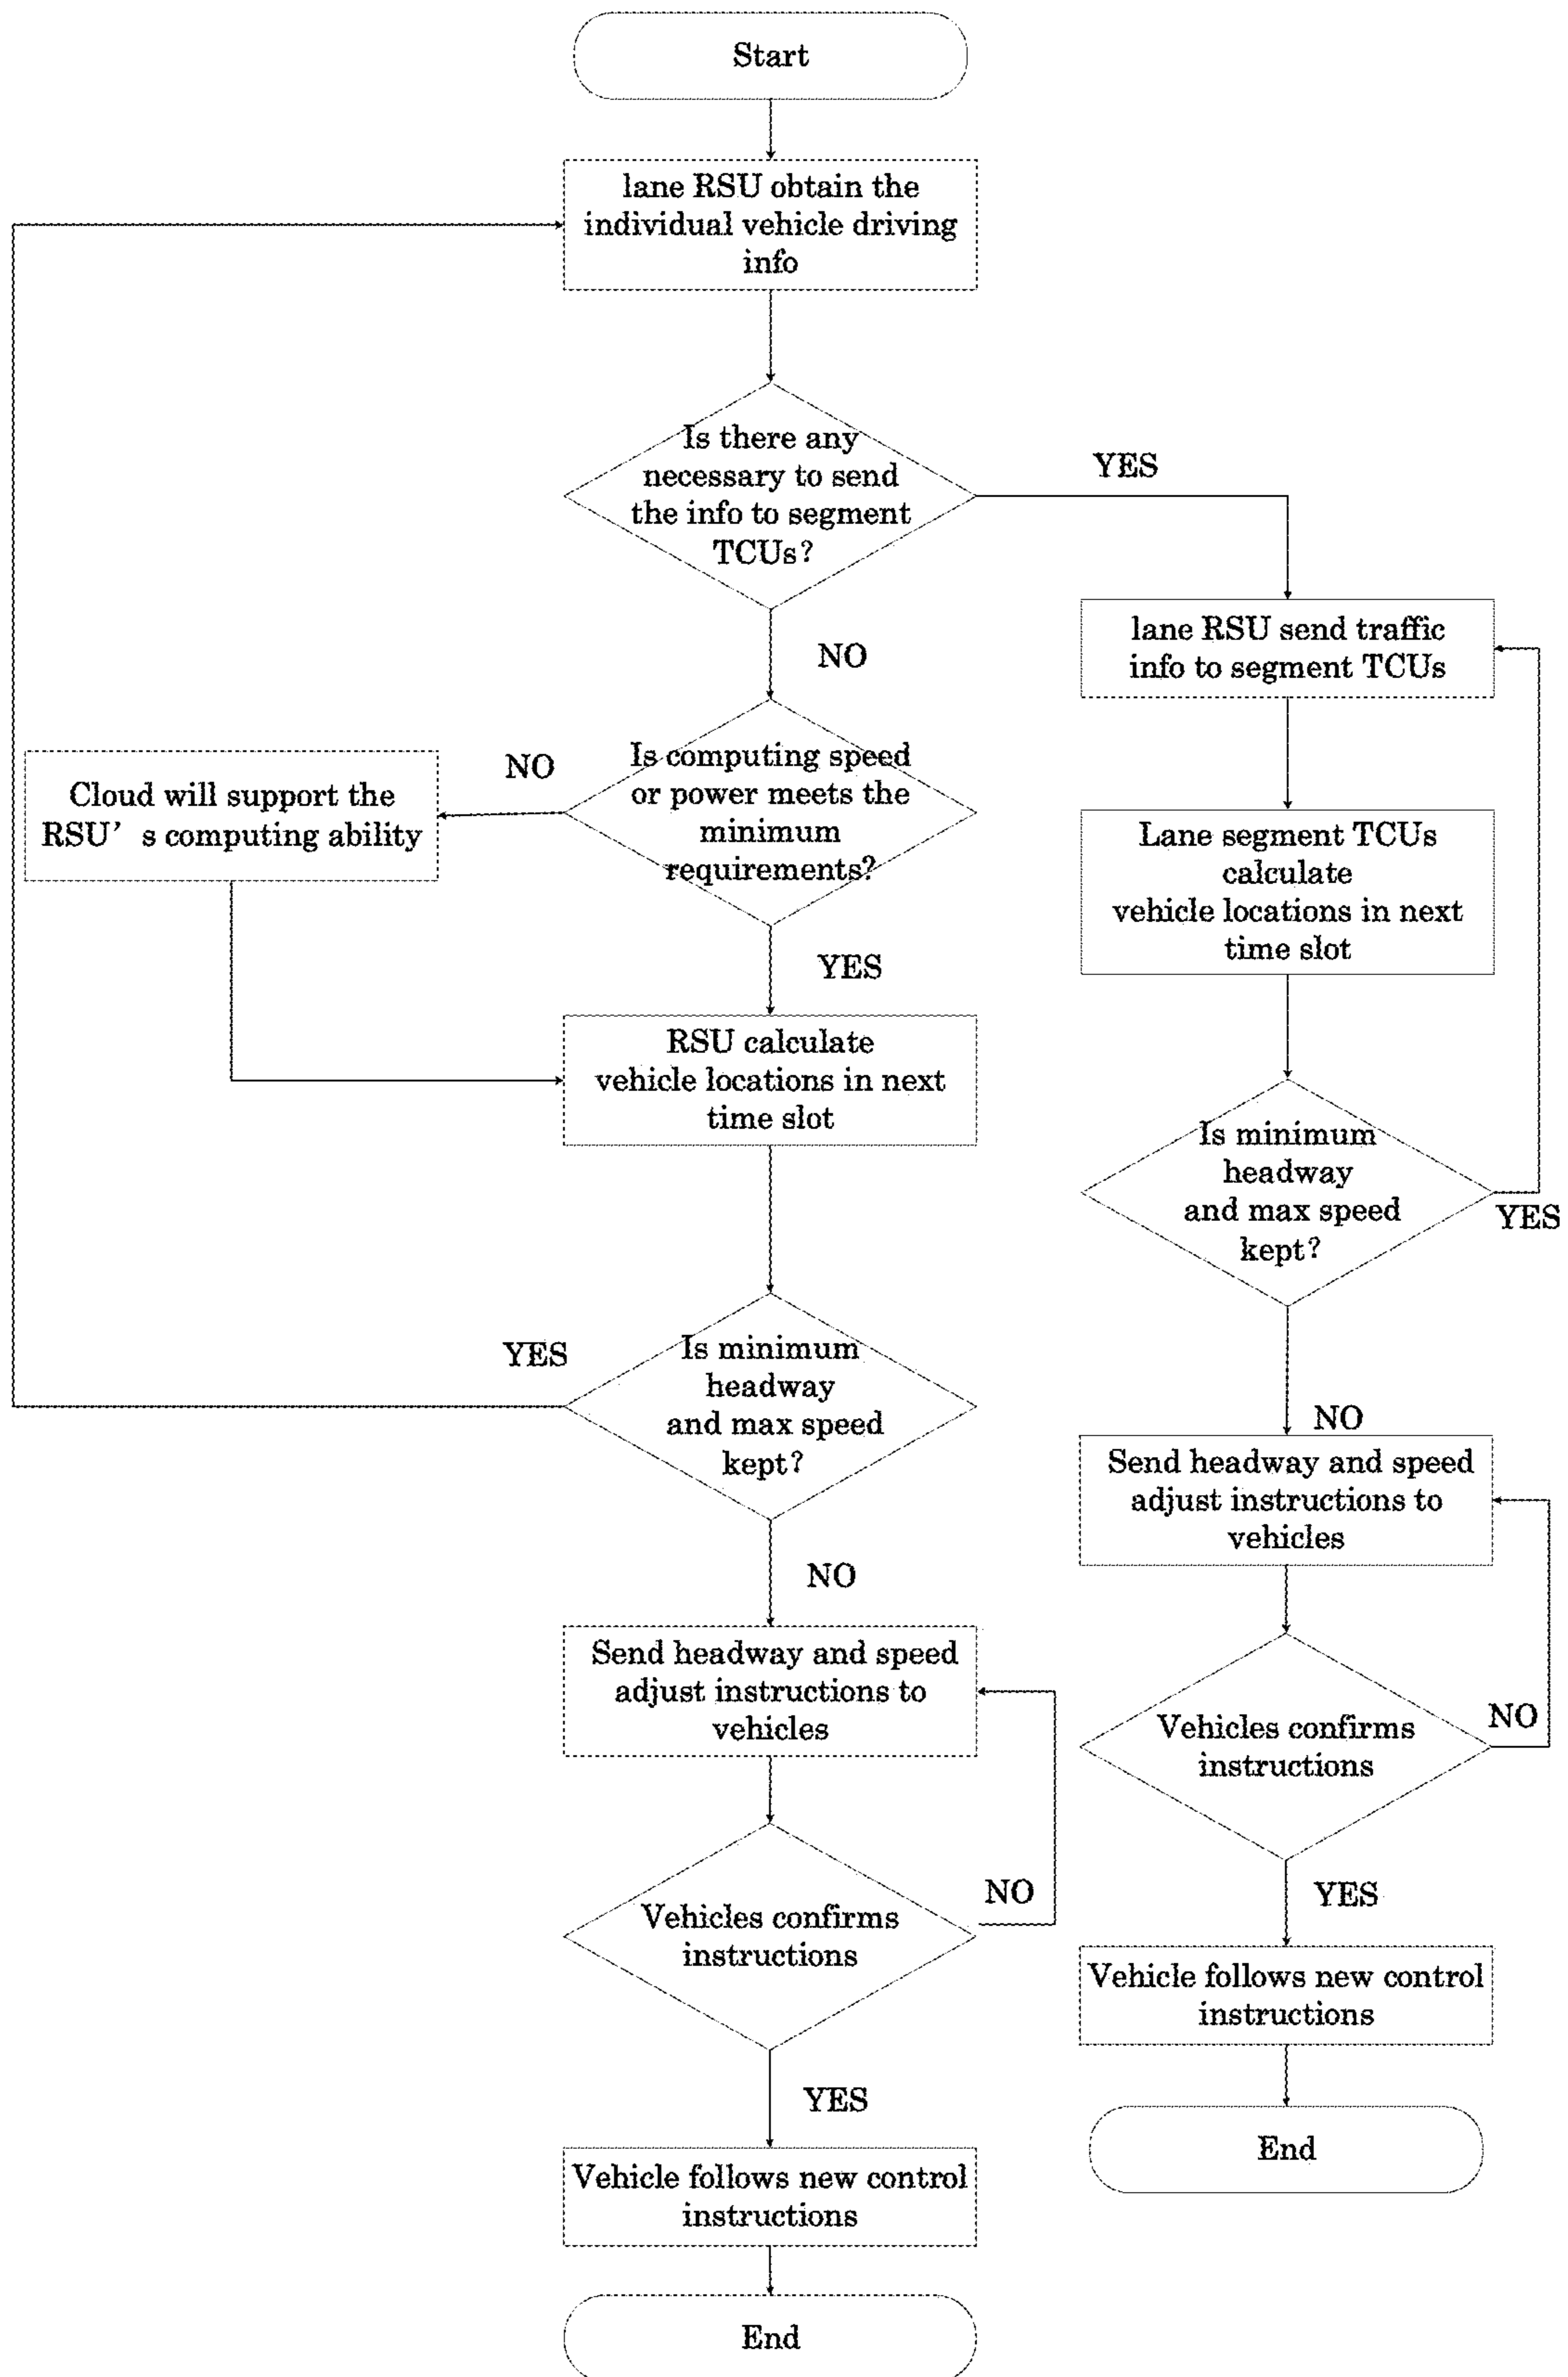 Start
lane RSU obtain the
individual vehicle driving
info
Is there any
necessary to send
the info to segment
TCUs?
YES
NO
lane RSU send traffic
info to segment TCUs
Is computing speed
or power meets the
minimum
requirements?
NO
Cloud will support the
RSU’ s computing ability
YES
Lane segment TCUs
calculate
vehicle locations in next
time slot
RSU calculate
vehicle locations in next
time slot
Is minimum
headway
and max speed
kept?
YES
Is minimum
headway
and max speed
kept?
YES
NO
Send headway and speed
adjust instructions to
vehicles
NO
Send headway and speed
adjust instructions to
vehicles
Vehicles confirms
instructions
NO
Vehicles confirms
instructions
NO
YES
Vehicle follows new control
instructions
YES
End
Vehicle follows new control
instructions
End